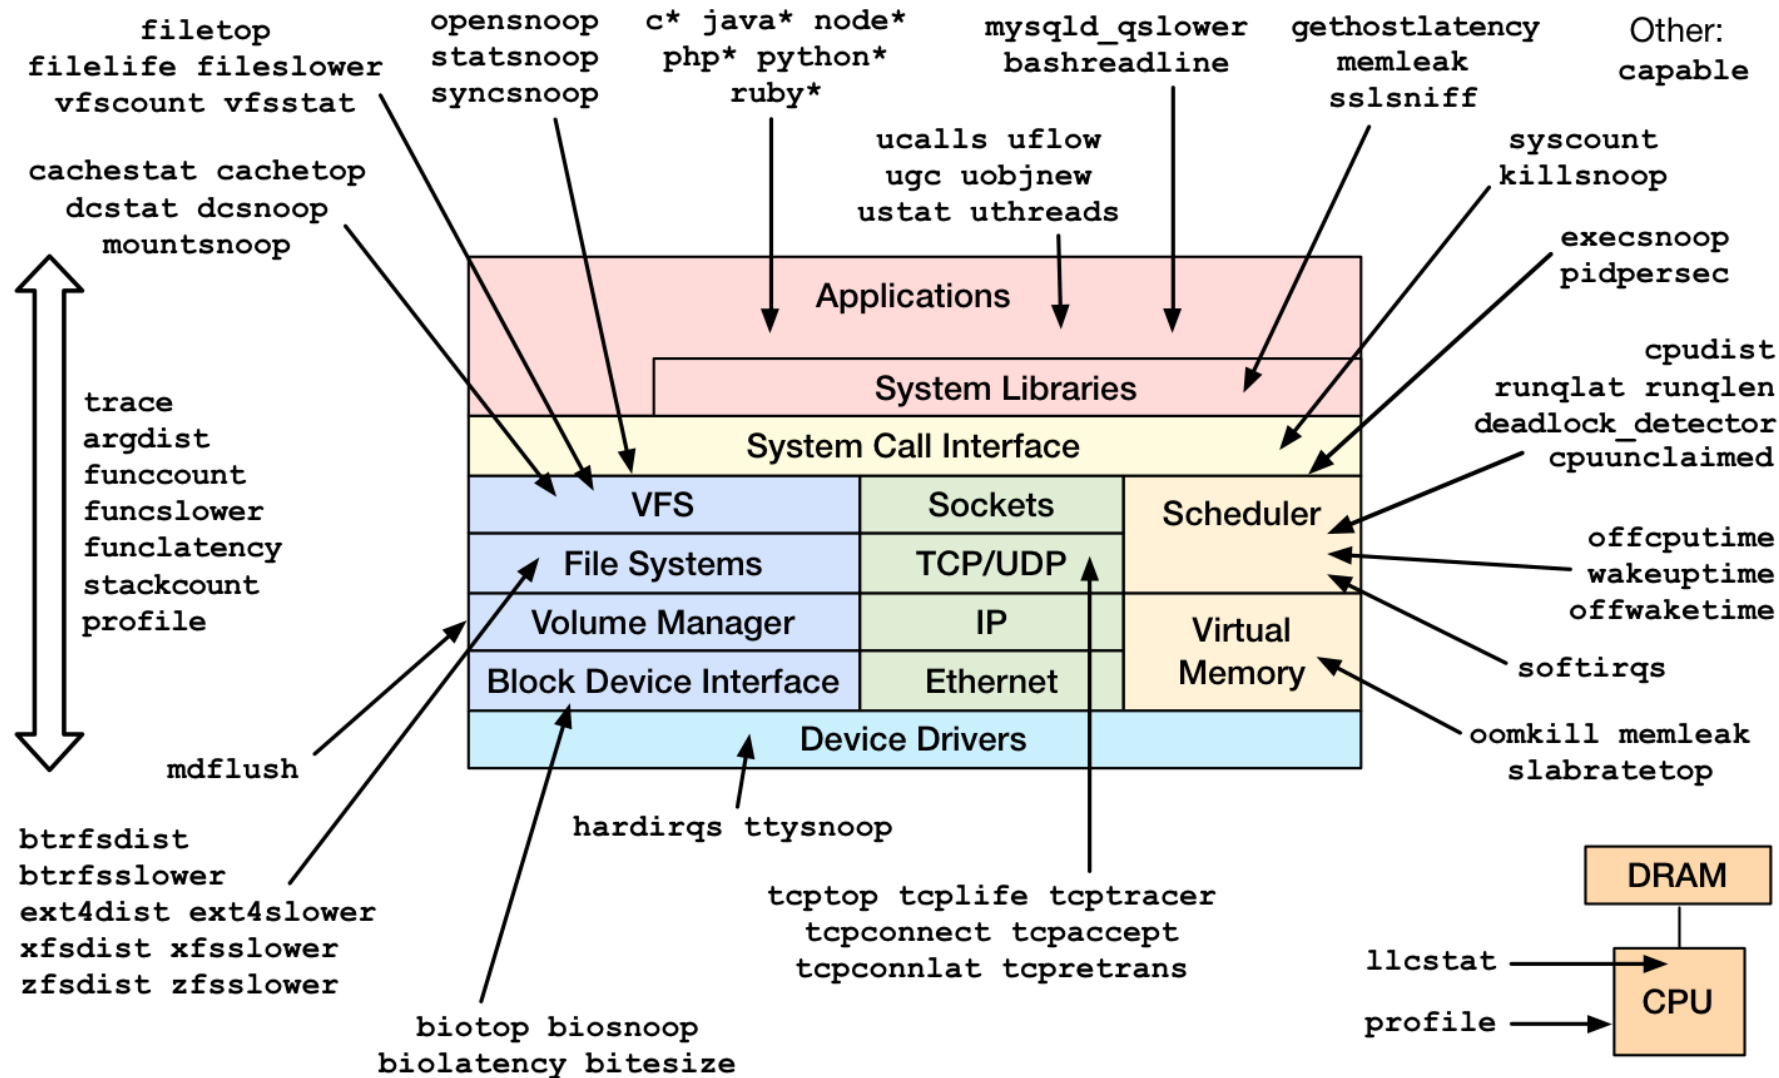 filetop
filelife fileslower
vfscount vfsstat
opensnoop
statsnoop
syncsnoop
c* java* node*
php* python*
ruby*
mysqld_qslower
bashreadline
gethostlatency
memleak
sslsniff
Other:
capable
cachestat cachetop
dcstat dcsnoop
mountsnoop
ucalls uflow
ugc uobjnew
ustat uthreads
syscount
killsnoop
execsnoop
pidpersec
Applications
System Libraries
System Call Interface
VFS
Sockets
Scheduler
File Systems
TCP/UDP
Volume Manager
IP
Virtual
Memory
Block Device Interface
Ethernet
Device Drivers
trace
argdist
funccount
funcslower
funclatency
stackcount
profile
cpudist
runqlat runqlen
deadlock_detector
cpuunclaimed
offcputime
wakeuptime
offwaketime
softirqs
oomkill memleak
slabratetop
mdflush
hardirqs ttysnoop
btrfsdist
btrfsslower
ext4dist ext4slower
xfsdist xfsslower
zfsdist zfsslower
tcptop tcplife tcptracer
tcpconnect tcpaccept
tcpconnlat tcpretrans
biotop biosnoop
biolatency bitesize
DRAM
llcstat
CPU
profile